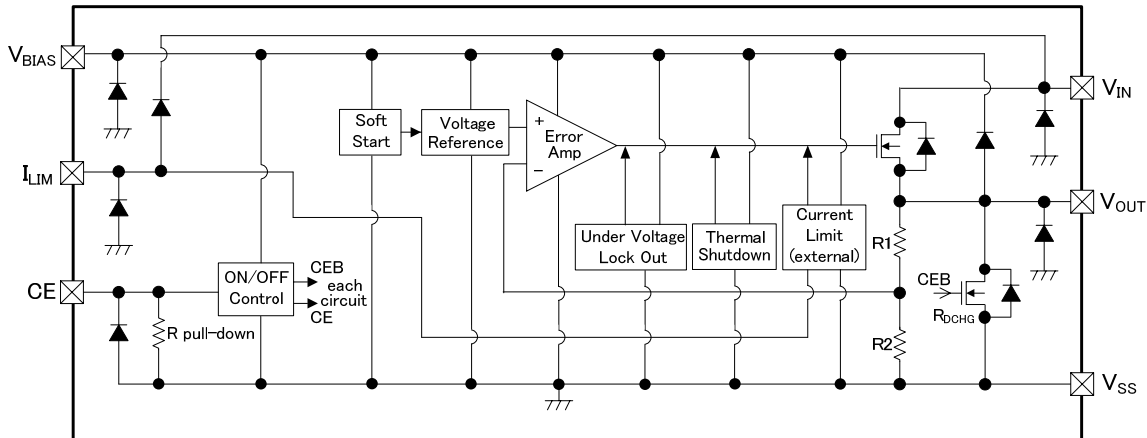 VBIAS
ILIM
CE
VIN
VOUT
VSS
Soft
Start
Voltage
Reference
+
Error
Amp
−
Under Voltage
Lock Out
Thermal
Shutdown
Current
Limit
(external)
R1
R2
ON/OFF
Control
CEB
each
circuit
CE
R pull-down
CEB
RDCHG